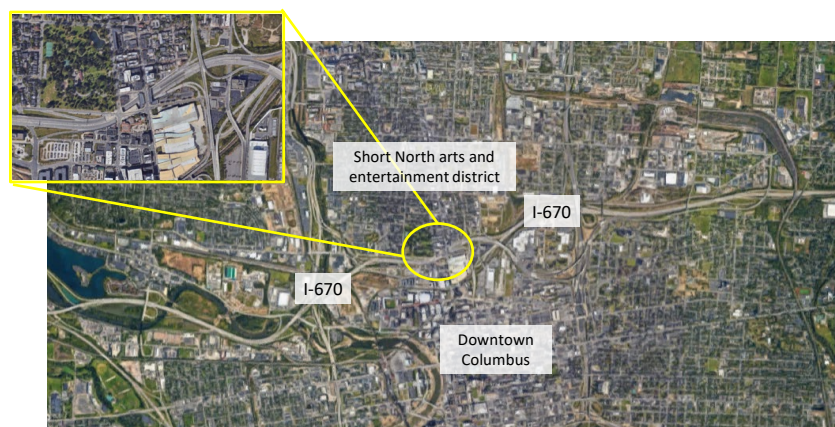 Short North arts and
entertainment district
I-670
I-670
Downtown
Columbus